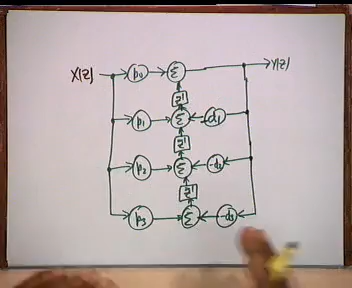 X(z) p₀ Σ Y(z)
z⁻¹
p₁ Σ -d₁
z⁻¹
p₂ Σ -d₂
z⁻¹
p₃ Σ -d₃